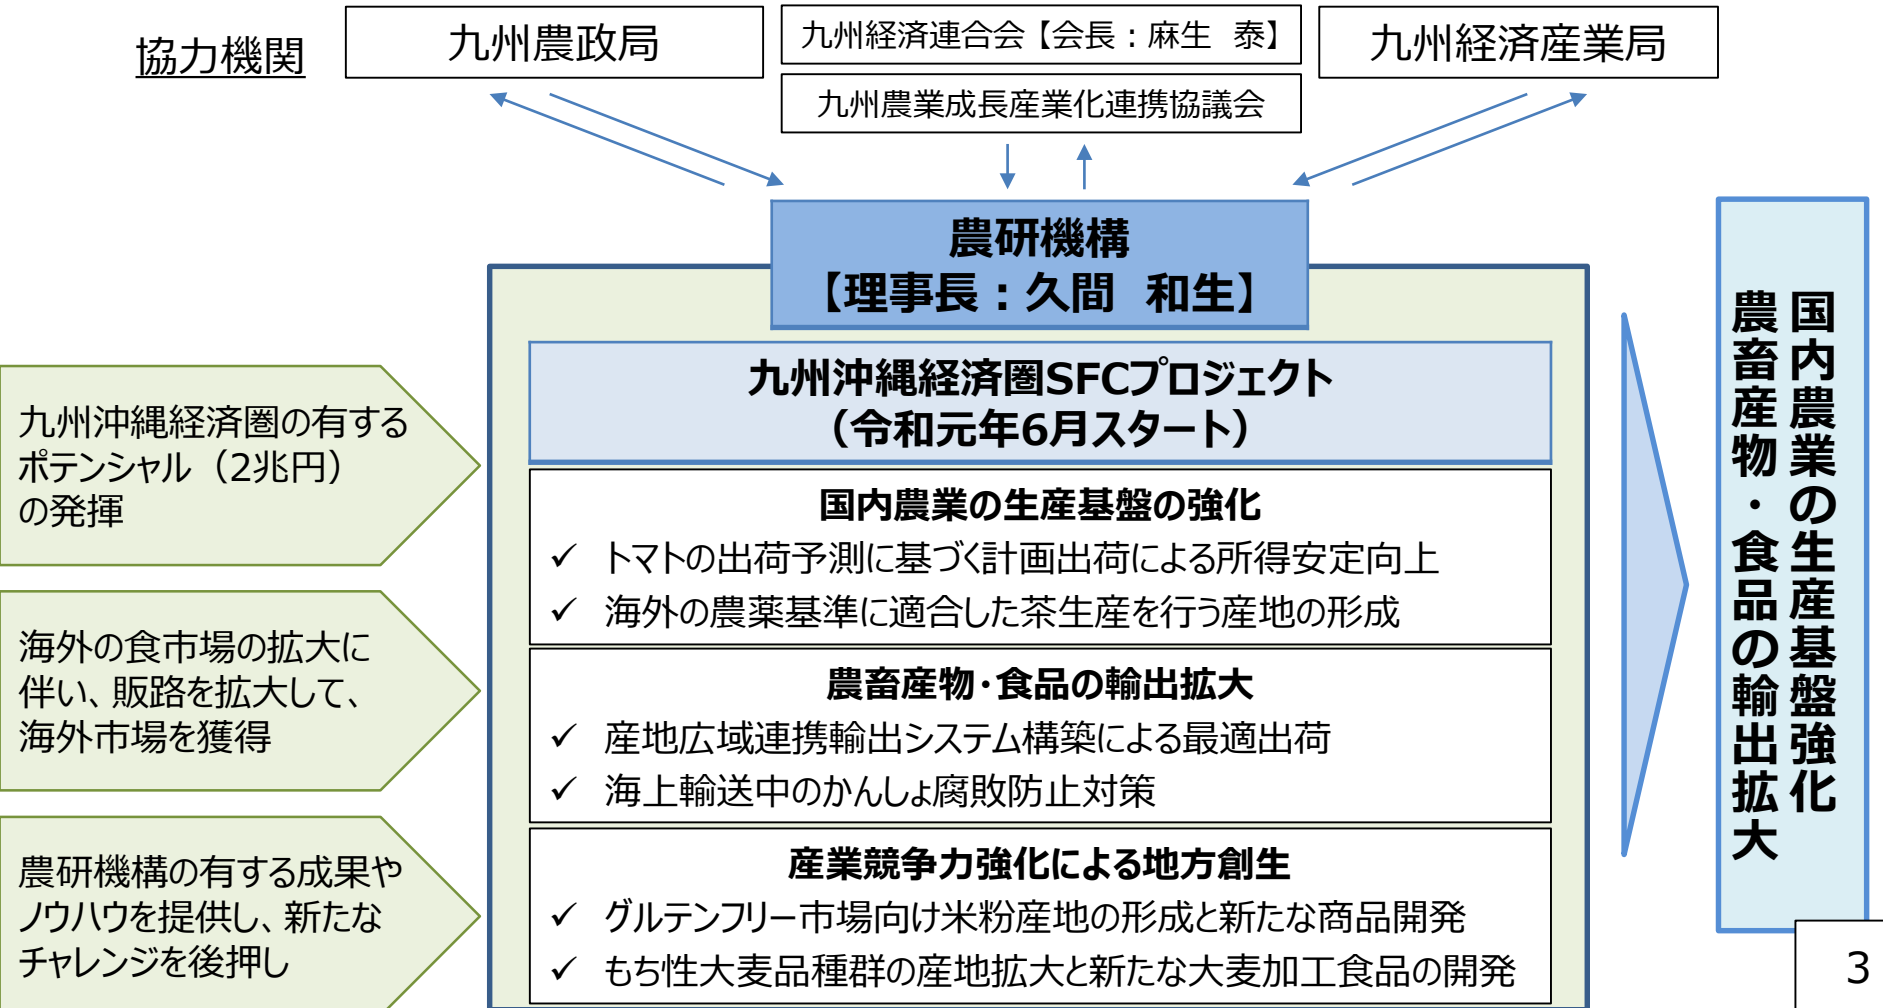 協力機関
九州農政局
九州経済連合会【会長：麻生　泰】
九州農業成長産業化連携協議会
九州経済産業局
農研機構
【理事長：久間　和生】
九州沖縄経済圏SFCプロジェクト
（令和元年6月スタート）
九州沖縄経済圏の有する
ポテンシャル（2兆円）
の発揮
海外の食市場の拡大に
伴い、販路を拡大して、
海外市場を獲得
農研機構の有する成果や
ノウハウを提供し、新たな
チャレンジを後押し
国内農業の生産基盤の強化
✓ トマトの出荷予測に基づく計画出荷による所得安定向上
✓ 海外の農薬基準に適合した茶生産を行う産地の形成
農畜産物・食品の輸出拡大
✓ 産地広域連携輸出システム構築による最適出荷
✓ 海上輸送中のかんしょ腐敗防止対策
産業競争力強化による地方創生
✓ グルテンフリー市場向け米粉産地の形成と新たな商品開発
✓ もち性大麦品種群の産地拡大と新たな大麦加工食品の開発
国内農業の生産基盤強化
農畜産物・食品の輸出拡大
3